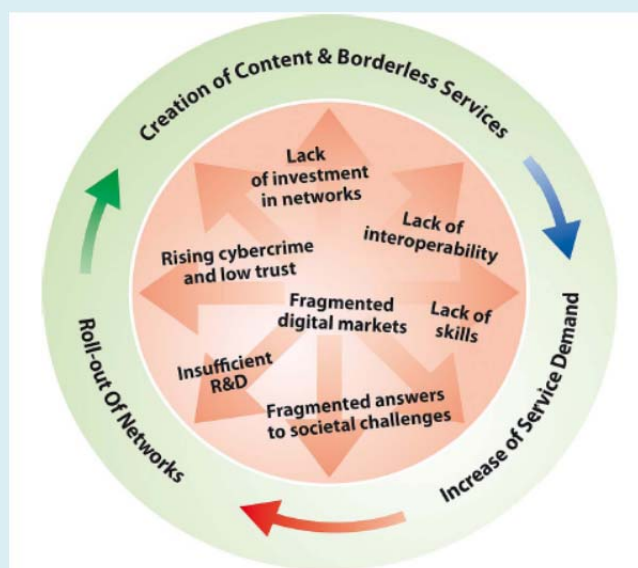 Creation of Content & Borderless Services
Lack
of investment
in networks
Lack of
interoperability
Rising cybercrime
and low trust
Fragmented
digital markets
Lack of
skills
Insufficient
R&D
Fragmented answers
to societal challenges
Increase of Service Demand
Roll-out Of Networks